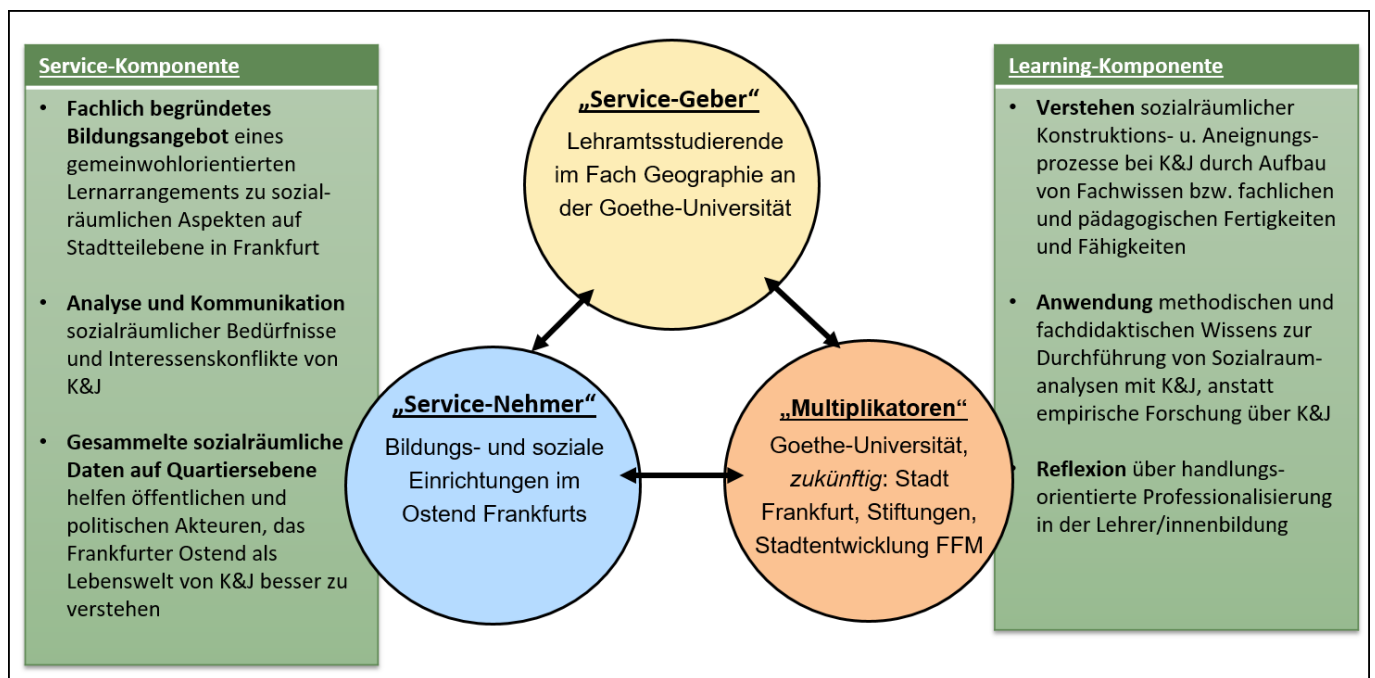 Service-Komponente
• Fachlich begründetes
Bildungsangebot eines
gemeinwohlorientierten
Lernarrangements zu sozial-
räumlichen Aspekten auf
Stadtteilebene in Frankfurt
• Analyse und Kommunikation
sozialräumlicher Bedürfnisse
und Interessenskonflikte von
K&J
• Gesammelte sozialräumliche
Daten auf Quartiersebene
helfen öffentlichen und
politischen Akteuren, das
Frankfurter Ostend als
Lebenswelt von K&J besser zu
verstehen
„Service-Geber“
Lehramtsstudierende
im Fach Geographie an
der Goethe-Universität
„Service-Nehmer“
Bildungs- und soziale
Einrichtungen im
Ostend Frankfurts
„Multiplikatoren“
Goethe-Universität,
zukünftig: Stadt
Frankfurt, Stiftungen,
Stadtentwicklung FFM
Learning-Komponente
• Verstehen sozialräumlicher
Konstruktions- u. Aneignungs-
prozesse bei K&J durch Aufbau
von Fachwissen bzw. fachlichen
und pädagogischen Fertigkeiten
und Fähigkeiten
• Anwendung methodischen und
fachdidaktischen Wissens zur
Durchführung von Sozialraum-
analysen mit K&J, anstatt
empirische Forschung über K&J
• Reflexion über handlungs-
orientierte Professionalisierung
in der Lehrer/innenbildung